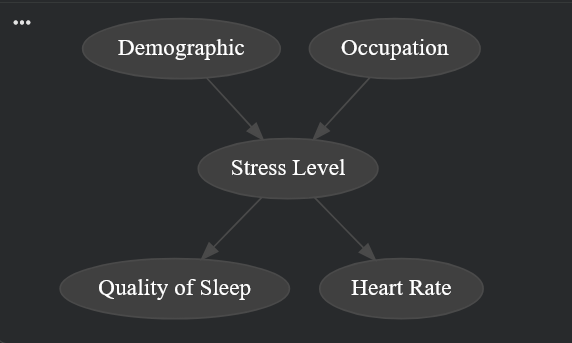 Demographic
Occupation
Stress Level
Quality of Sleep
Heart Rate